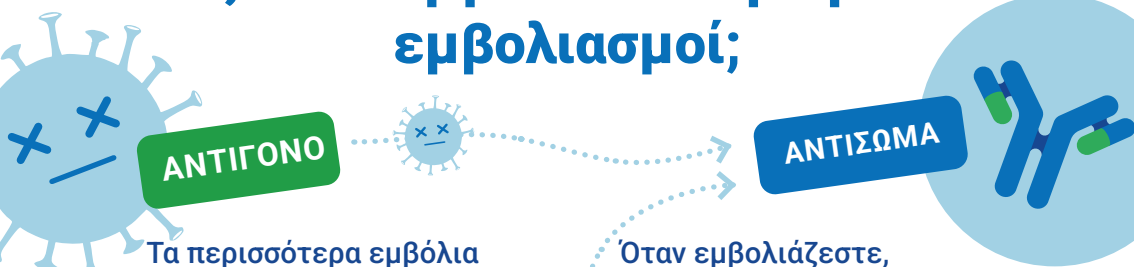 εμβολιασμοί;
ΑΝΤΙΓΟΝΟ
ΑΝΤΙΣΩΜΑ
Τα περισσότερα εμβόλια
Όταν εμβολιάζεστε,